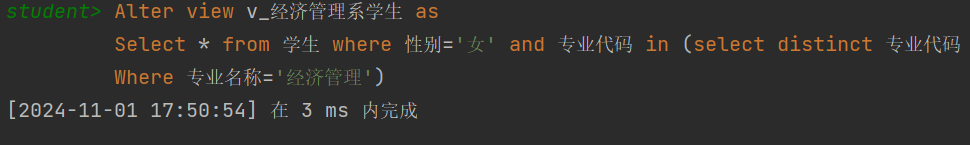 student> Alter view v_经济管理系学生 as
Select * from 学生 where 性别='女' and 专业代码 in (select distinct 专业代码
Where 专业名称='经济管理')
[2024-11-01 17:50:54] 在 3 ms 内完成